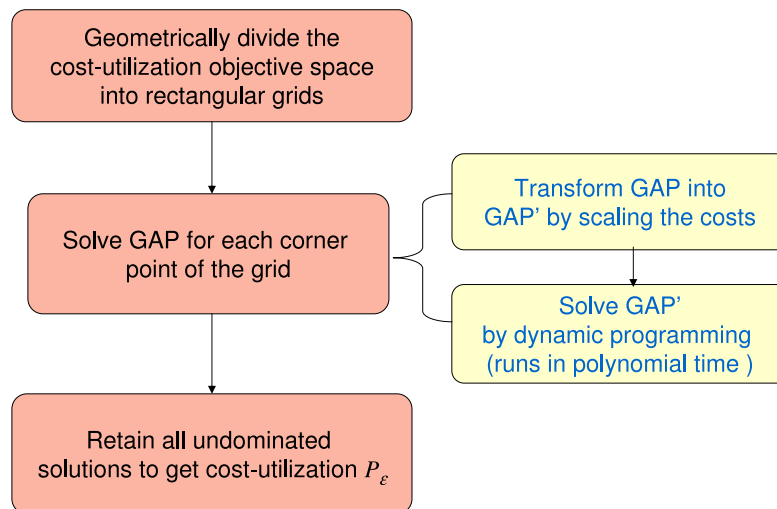 Geometrically divide the
cost-utilization objective space
into rectangular grids
Solve GAP for each corner
point of the grid
Transform GAP into
GAP’ by scaling the costs
Solve GAP’
by dynamic programming
(runs in polynomial time )
Retain all undominated
solutions to get cost-utilization P_ε